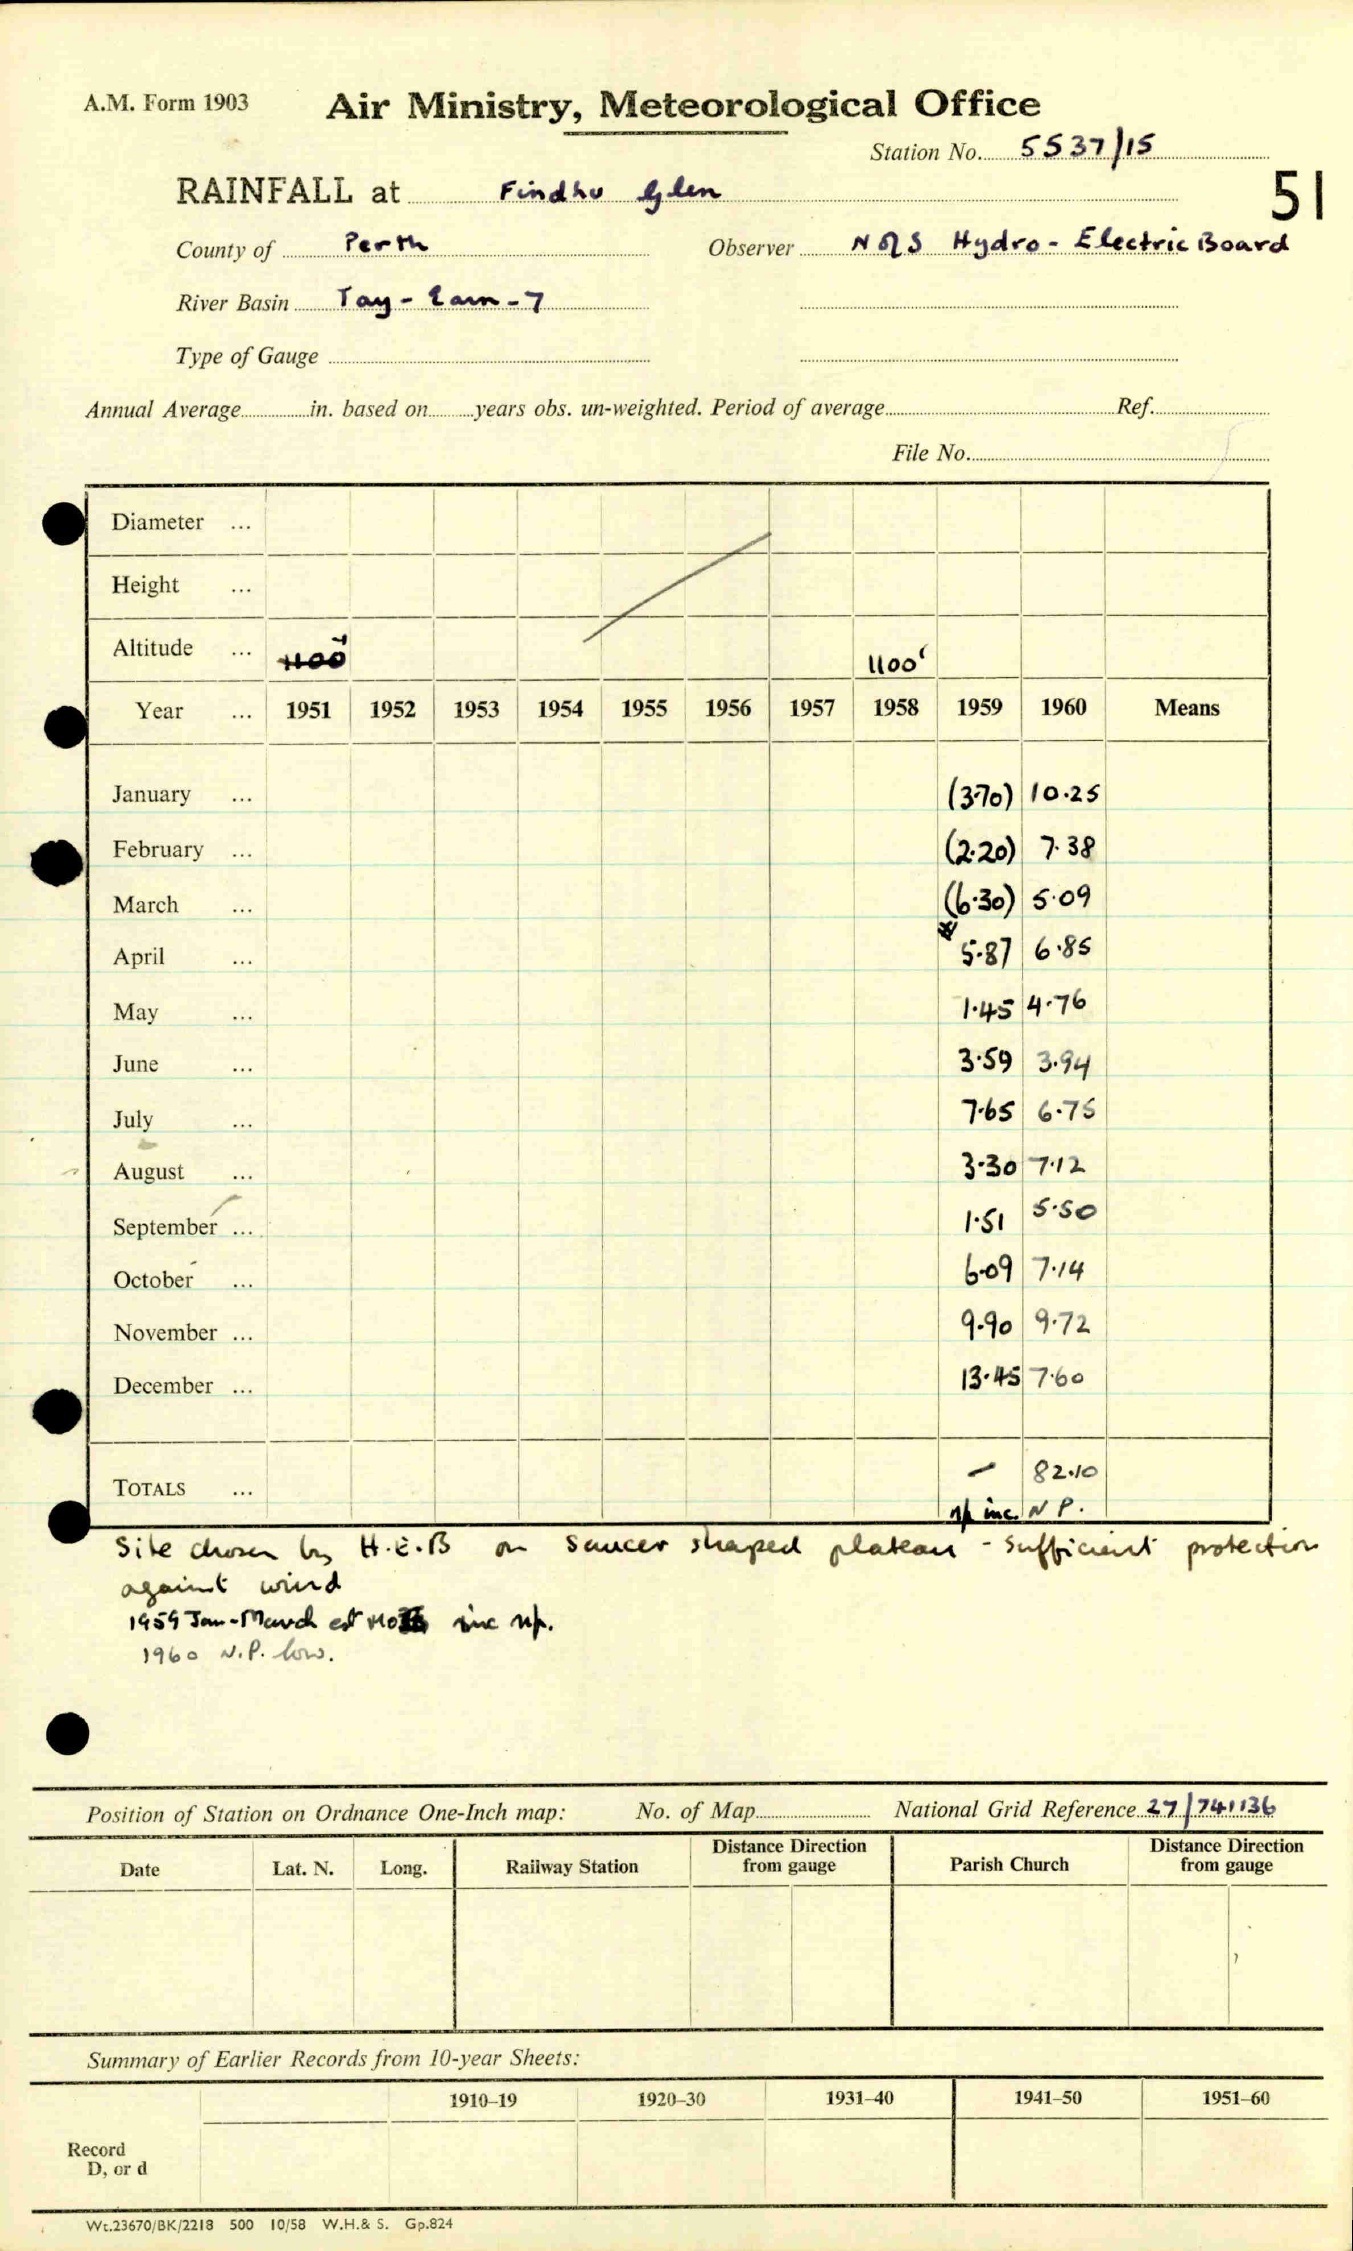 A.M. Form 1903 Air Ministry, Meteorological Office
Station No. 5537/15
RAINFALL at Findhu Glen 51
County of Perth Observer N of S Hydro-Electric Board
River Basin Tay - Earn - 7
Type of Gauge
Annual Average in. based on years obs. un-weighted. Period of average Ref.
File No.
Diameter ...
Height ...
Altitude ... 1100' 1100'
Year ... 1951 1952 1953 1954 1955 1956 1957 1958 1959 1960 Means
January ... (3.70) 10.25
February ... (2.20) 7.38
March ... (6.30) 5.09
April ... 5.87 6.85
May ... 1.45 4.76
June ... 3.59 3.94
July ... 7.65 6.75
August ... 3.30 7.12
September ... 1.51 5.50
October ... 6.09 7.14
November ... 9.90 9.72
December ... 13.45 7.60
TOTALS ... - 82.10
np inc. N P.
Site chosen by H.E.B on saucer shaped plateau - sufficient protection
against wind
1959 Jan-March est MO inc np.
1960 N.P. low.
Position of Station on Ordnance One-Inch map: No. of Map National Grid Reference 27/741136
Date Lat. N. Long. Railway Station Distance Direction from gauge Parish Church Distance Direction from gauge
Summary of Earlier Records from 10-year Sheets:
1910-19 1920-30 1931-40 1941-50 1951-60
Record
D, or d
Wt.23670/BK/2218 500 10/58 W.H.& S. Gp.824